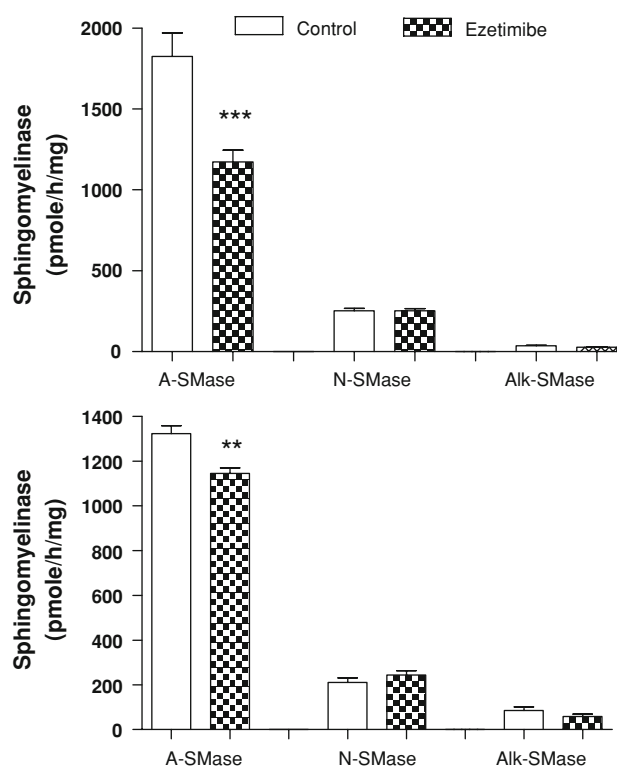 Control Ezetimibe
Sphingomyelinase
(pmole/h/mg)
2000
1500
1000
500
0
***
A-SMase N-SMase Alk-SMase
Sphingomyelinase
(pmole/h/mg)
1400
1200
1000
800
600
400
200
0
**
A-SMase N-SMase Alk-SMase